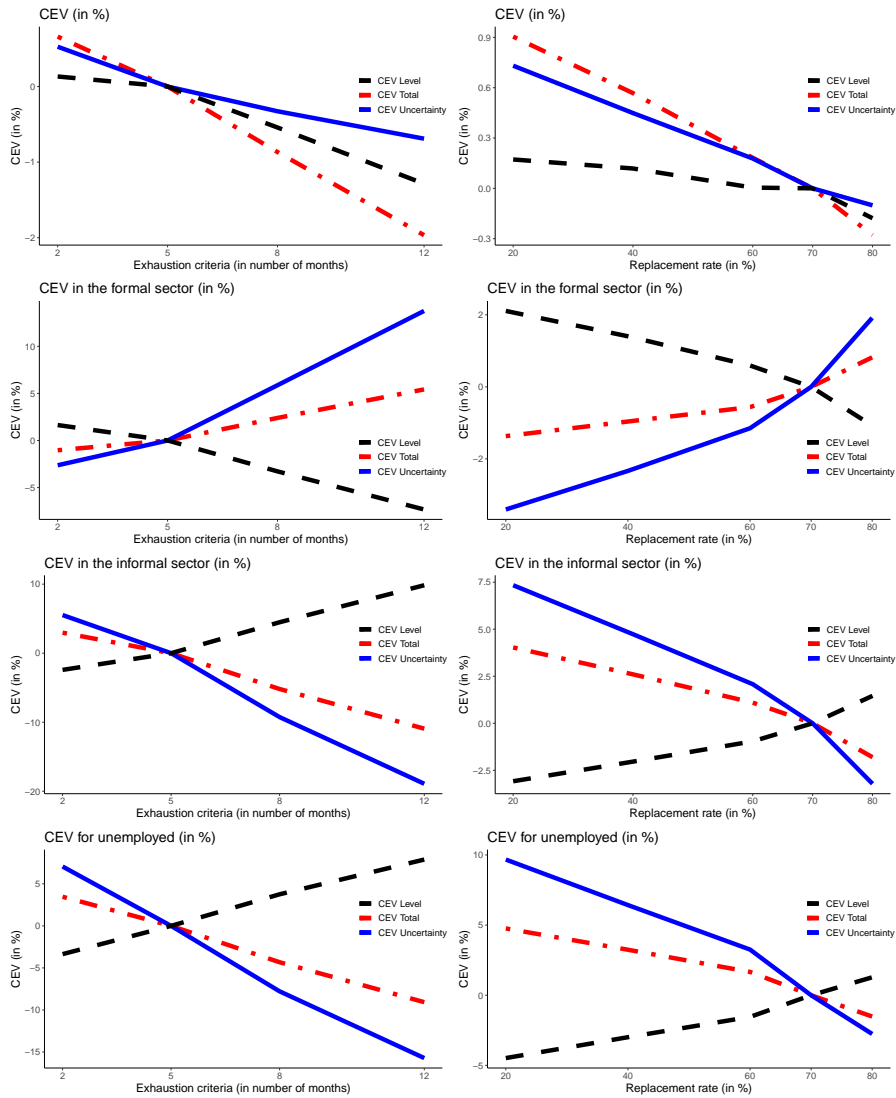 CEV (in %)
CEV (in %)
0
−1
−2
2
5
8
12
Exhaustion criteria (in number of months)
CEV Level
CEV Total
CEV Uncertainty
CEV (in %)
CEV (in %)
0.9
0.6
0.3
0.0
−0.3
20
40
60
70
80
Replacement rate (in %)
CEV Level
CEV Total
CEV Uncertainty
CEV in the formal sector (in %)
CEV (in %)
10
5
0
−5
2
5
8
12
Exhaustion criteria (in number of months)
CEV Level
CEV Total
CEV Uncertainty
CEV in the formal sector (in %)
CEV (in %)
2
0
−2
20
40
60
70
80
Replacement rate (in %)
CEV Level
CEV Total
CEV Uncertainty
CEV in the informal sector (in %)
CEV (in %)
10
0
−10
−20
2
5
8
12
Exhaustion criteria (in number of months)
CEV Level
CEV Total
CEV Uncertainty
CEV in the informal sector (in %)
CEV (in %)
7.5
5.0
2.5
0.0
−2.5
20
40
60
70
80
Replacement rate (in %)
CEV Level
CEV Total
CEV Uncertainty
CEV for unemployed (in %)
CEV (in %)
5
0
−5
−10
−15
2
5
8
12
Exhaustion criteria (in number of months)
CEV Level
CEV Total
CEV Uncertainty
CEV for unemployed (in %)
CEV (in %)
10
5
0
−5
20
40
60
70
80
Replacement rate (in %)
CEV Level
CEV Total
CEV Uncertainty